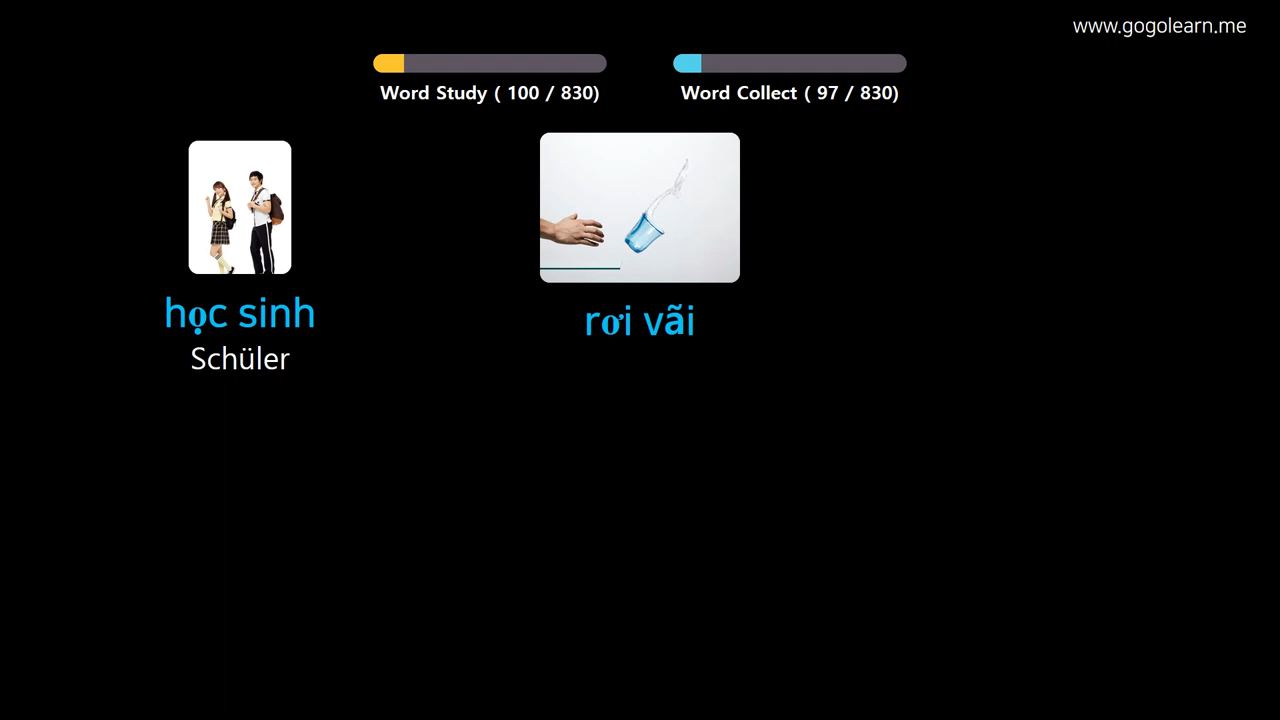 www.gogolearn.me
Word Study ( 100 / 830)
Word Collect ( 97 / 830)
học sinh
Schüler
rơi vãi